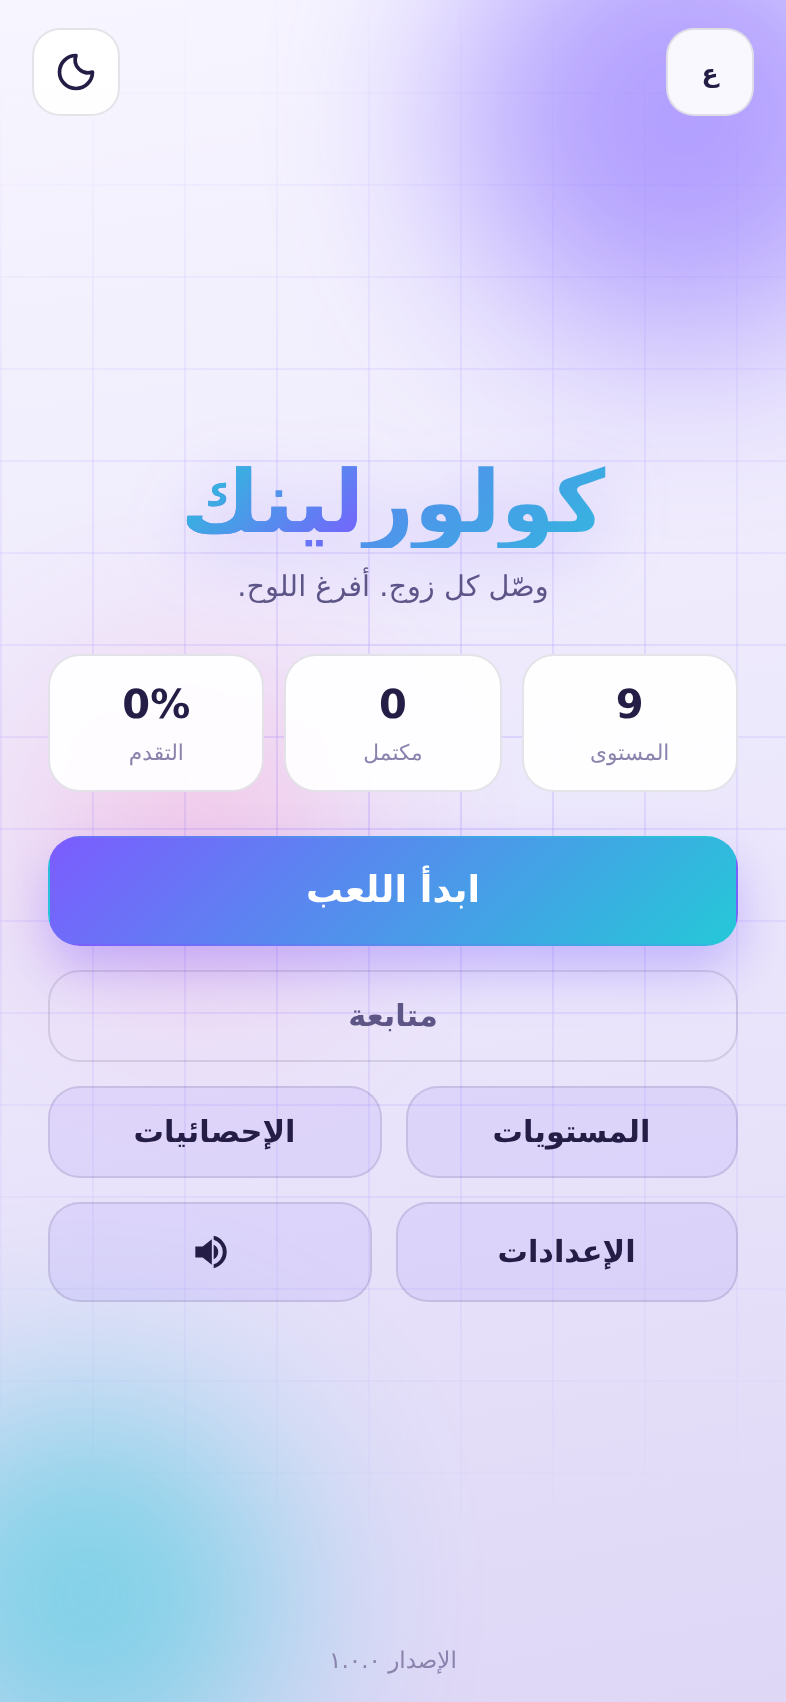 ع
كولورلينك
وصّل كل زوج. أفرغ اللوح.
9 0 0%
المستوى مكتمل التقدم
ابدأ اللعب
متابعة
المستويات الإحصائيات
الإعدادات
الإصدار ١.٠.٠